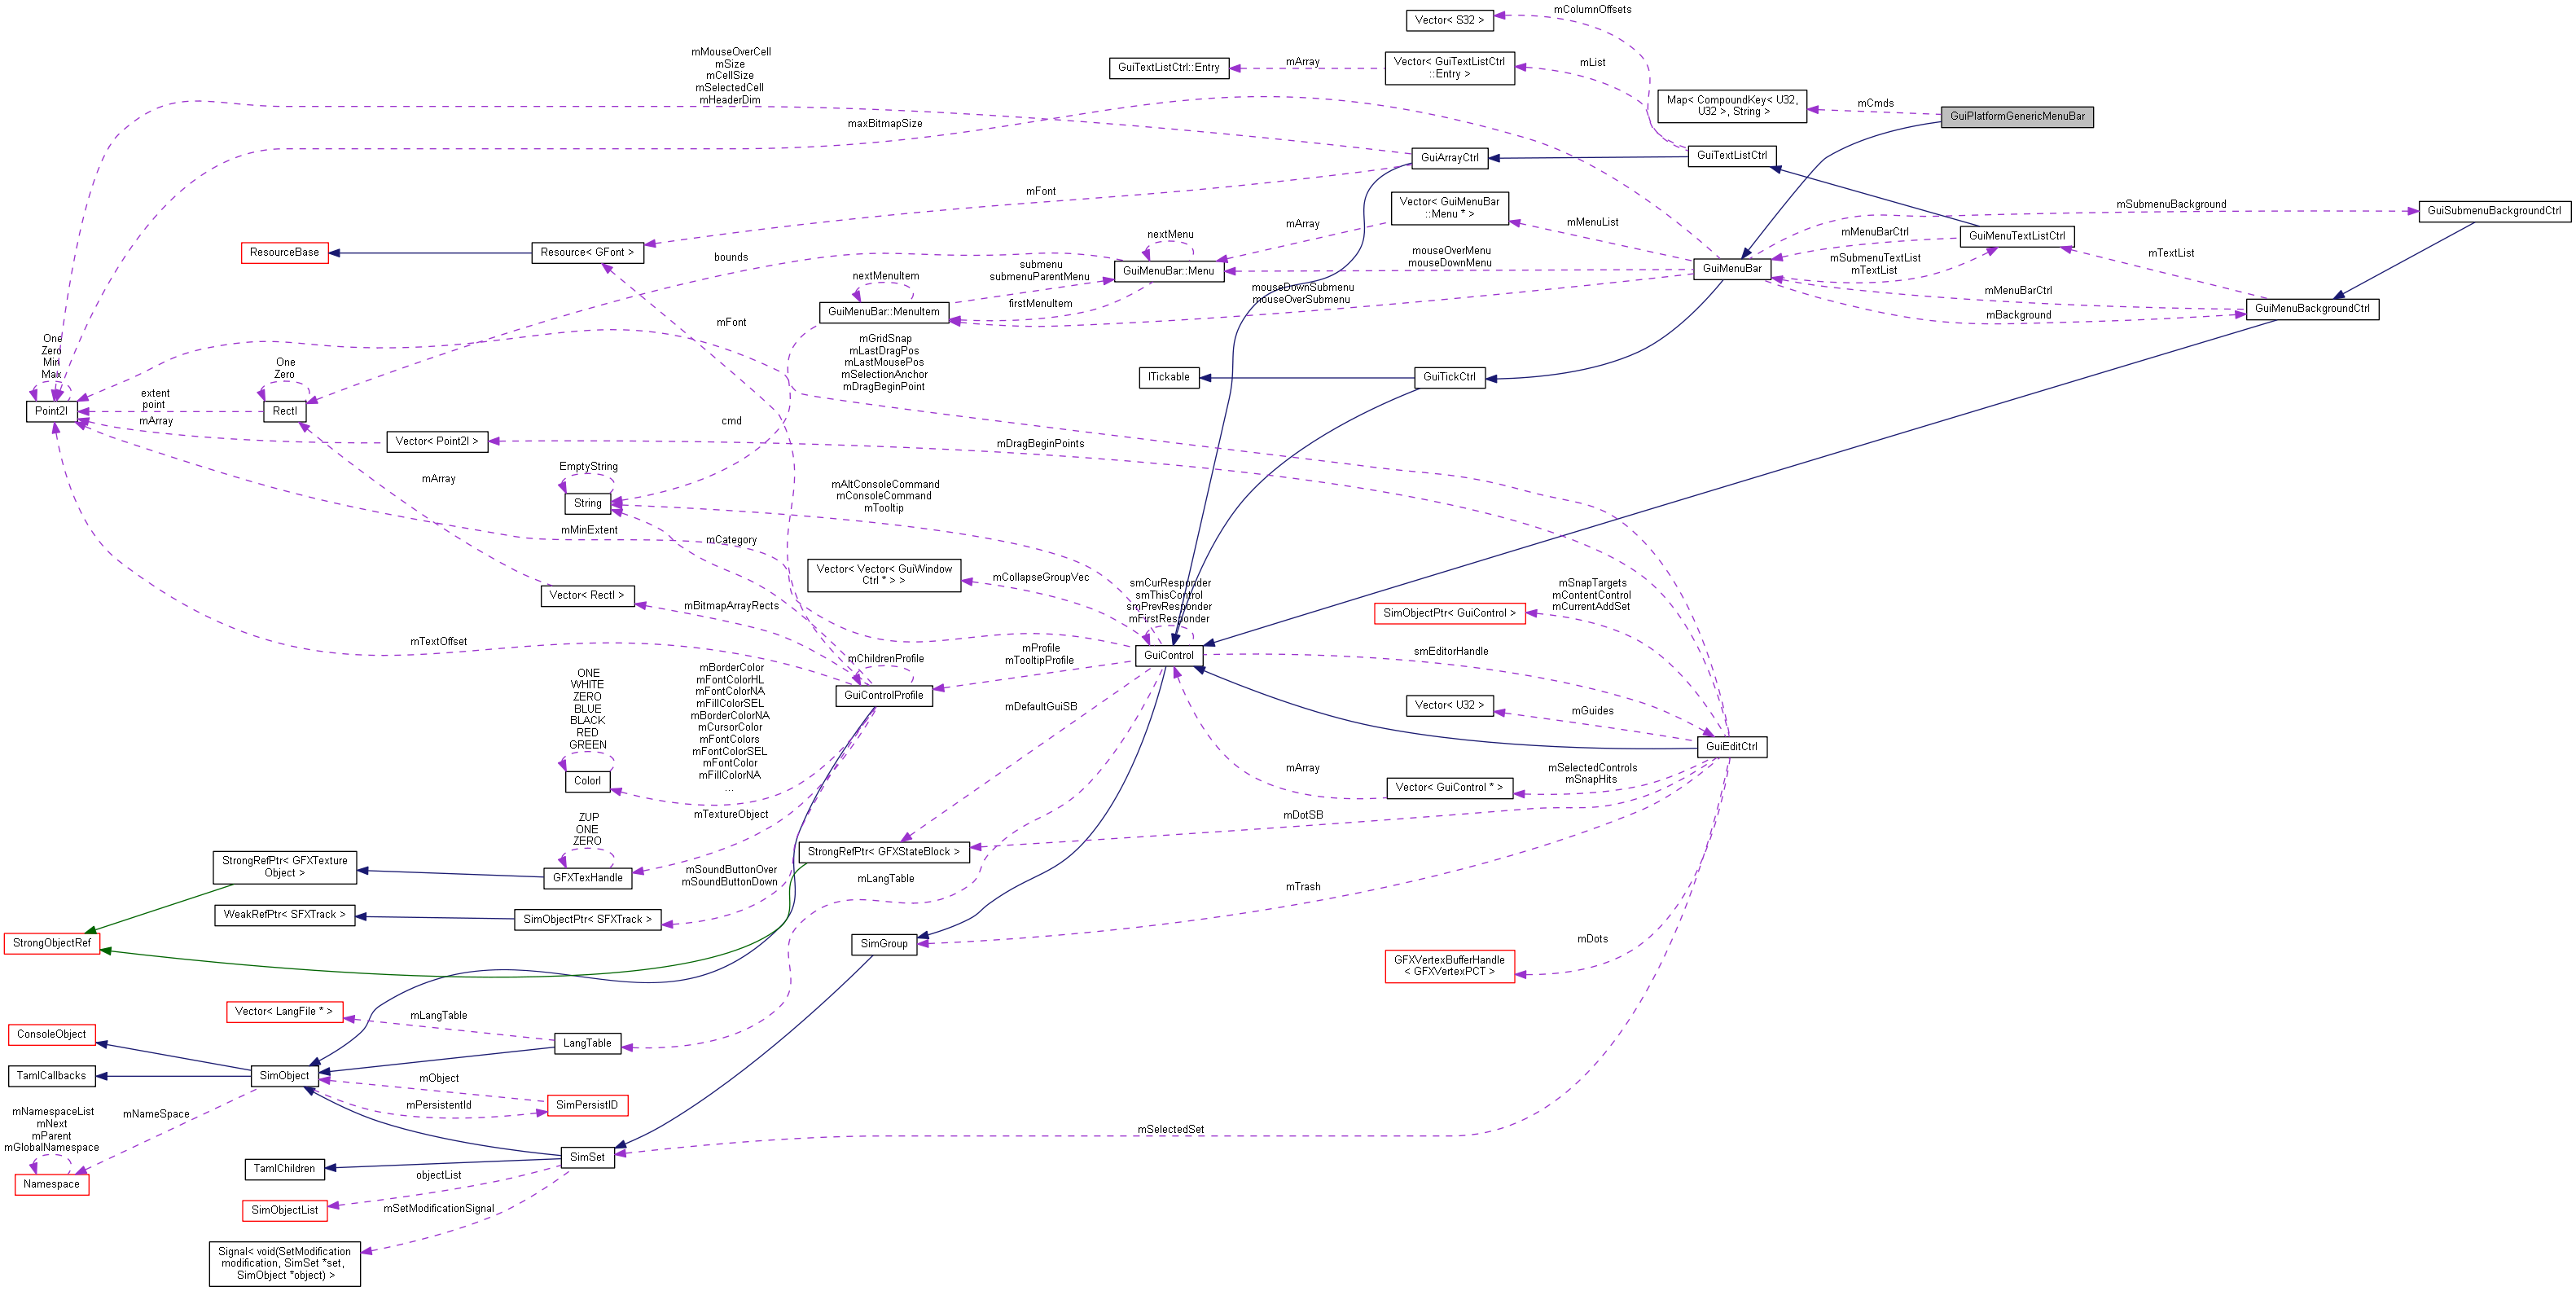 mColumnOffsets
Vector< S32 >
mMouseOverCell
mSize
mCellSize
mSelectedCell
mHeaderDim
GuiTextListCtrl::Entry
mArray
Vector< GuiTextListCtrl
::Entry >
mList
Map< CompoundKey< U32,
U32 >, String >
mCmds
GuiPlatformGenericMenuBar
maxBitmapSize
GuiArrayCtrl
GuiTextListCtrl
mFont
Vector< GuiMenuBar
::Menu * >
mArray
mMenuList
mSubmenuBackground
GuiSubmenuBackgroundCtrl
ResourceBase
Resource< GFont >
bounds
nextMenu
GuiMenuBar::Menu
mouseOverMenu
mouseDownMenu
GuiMenuBar
mMenuBarCtrl
mSubmenuTextList
mTextList
GuiMenuTextListCtrl
mTextList
nextMenuItem
GuiMenuBar::MenuItem
submenu
submenuParentMenu
firstMenuItem
mouseDownSubmenu
mouseOverSubmenu
mMenuBarCtrl
mBackground
GuiMenuBackgroundCtrl
mFont
mGridSnap
mLastDragPos
mLastMousePos
mSelectionAnchor
mDragBeginPoint
One
Zero
Min
Max
Point2I
extent
point
mArray
One
Zero
RectI
ITickable
GuiTickCtrl
cmd
Vector< Point2I >
mDragBeginPoints
mArray
EmptyString
String
mAltConsoleCommand
mConsoleCommand
mTooltip
mMinExtent
mCategory
Vector< Vector< GuiWindow
Ctrl * > >
mCollapseGroupVec
smCurResponder
smThisControl
smPrevResponder
mFirstResponder
GuiControl
mSnapTargets
mContentControl
mCurrentAddSet
SimObjectPtr< GuiControl >
Vector< RectI >
mBitmapArrayRects
mTextOffset
mChildrenProfile
GuiControlProfile
mProfile
mTooltipProfile
smEditorHandle
mDefaultGuiSB
Vector< U32 >
mGuides
GuiEditCtrl
ONE
WHITE
ZERO
BLUE
BLACK
RED
GREEN
ColorI
mBorderColor
mFontColorHL
mFontColorNA
mFillColorSEL
mBorderColorNA
mCursorColor
mFontColors
mFontColorSEL
mFontColor
mFillColorNA
...
mArray
Vector< GuiControl * >
mSelectedControls
mSnapHits
mTextureObject
mDotSB
ZUP
ONE
ZERO
GFXTexHandle
StrongRefPtr< GFXTexture
Object >
StrongRefPtr< GFXStateBlock >
mSoundButtonOver
mSoundButtonDown
mLangTable
mTrash
WeakRefPtr< SFXTrack >
SimObjectPtr< SFXTrack >
StrongObjectRef
SimGroup
mDots
GFXVertexBufferHandle
< GFXVertexPCT >
Vector< LangFile * >
mLangTable
LangTable
ConsoleObject
TamlCallbacks
SimObject
mObject
mPersistentId
SimPersistID
mNamespaceList
mNext
mParent
mGlobalNamespace
mNameSpace
Namespace
mSelectedSet
TamlChildren
SimSet
objectList
SimObjectList
mSetModificationSignal
Signal< void(SetModification
modification, SimSet *set,
SimObject *object) >